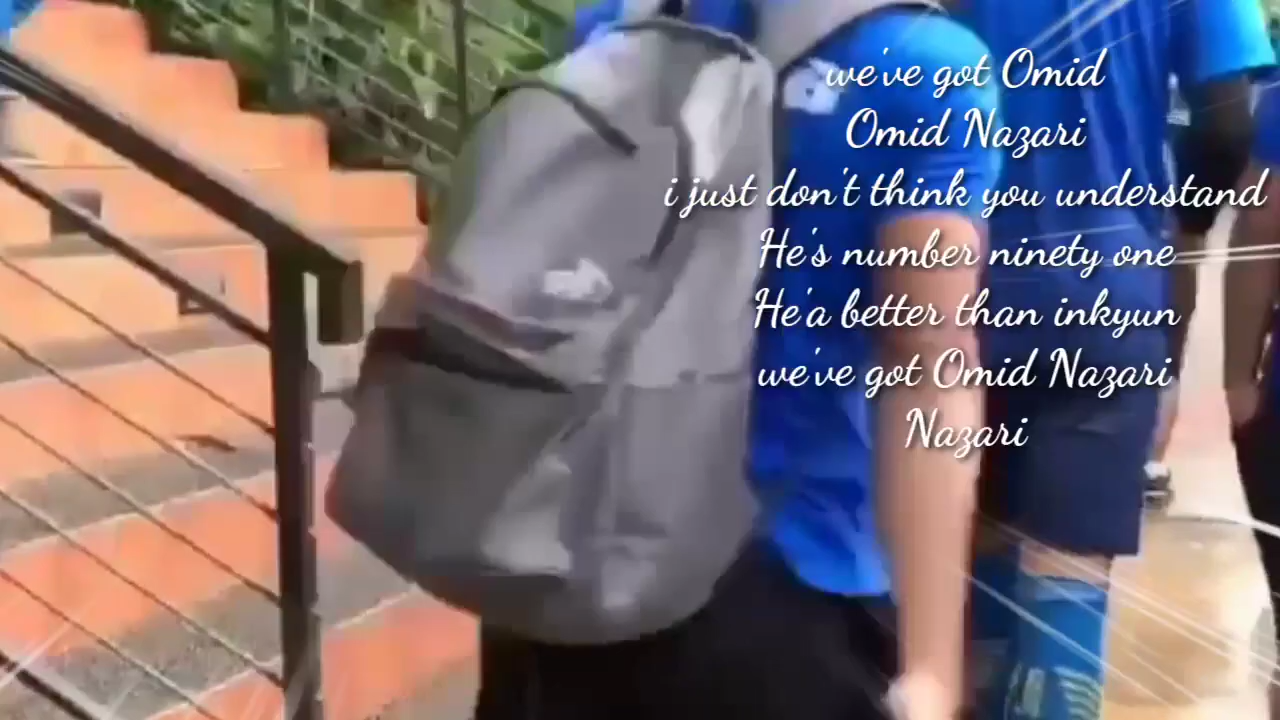 we've got Omid
Omid Nazari
i just don't think you understand
He's number ninety one
He'a better than inkyun
we've got Omid Nazari
Nazari